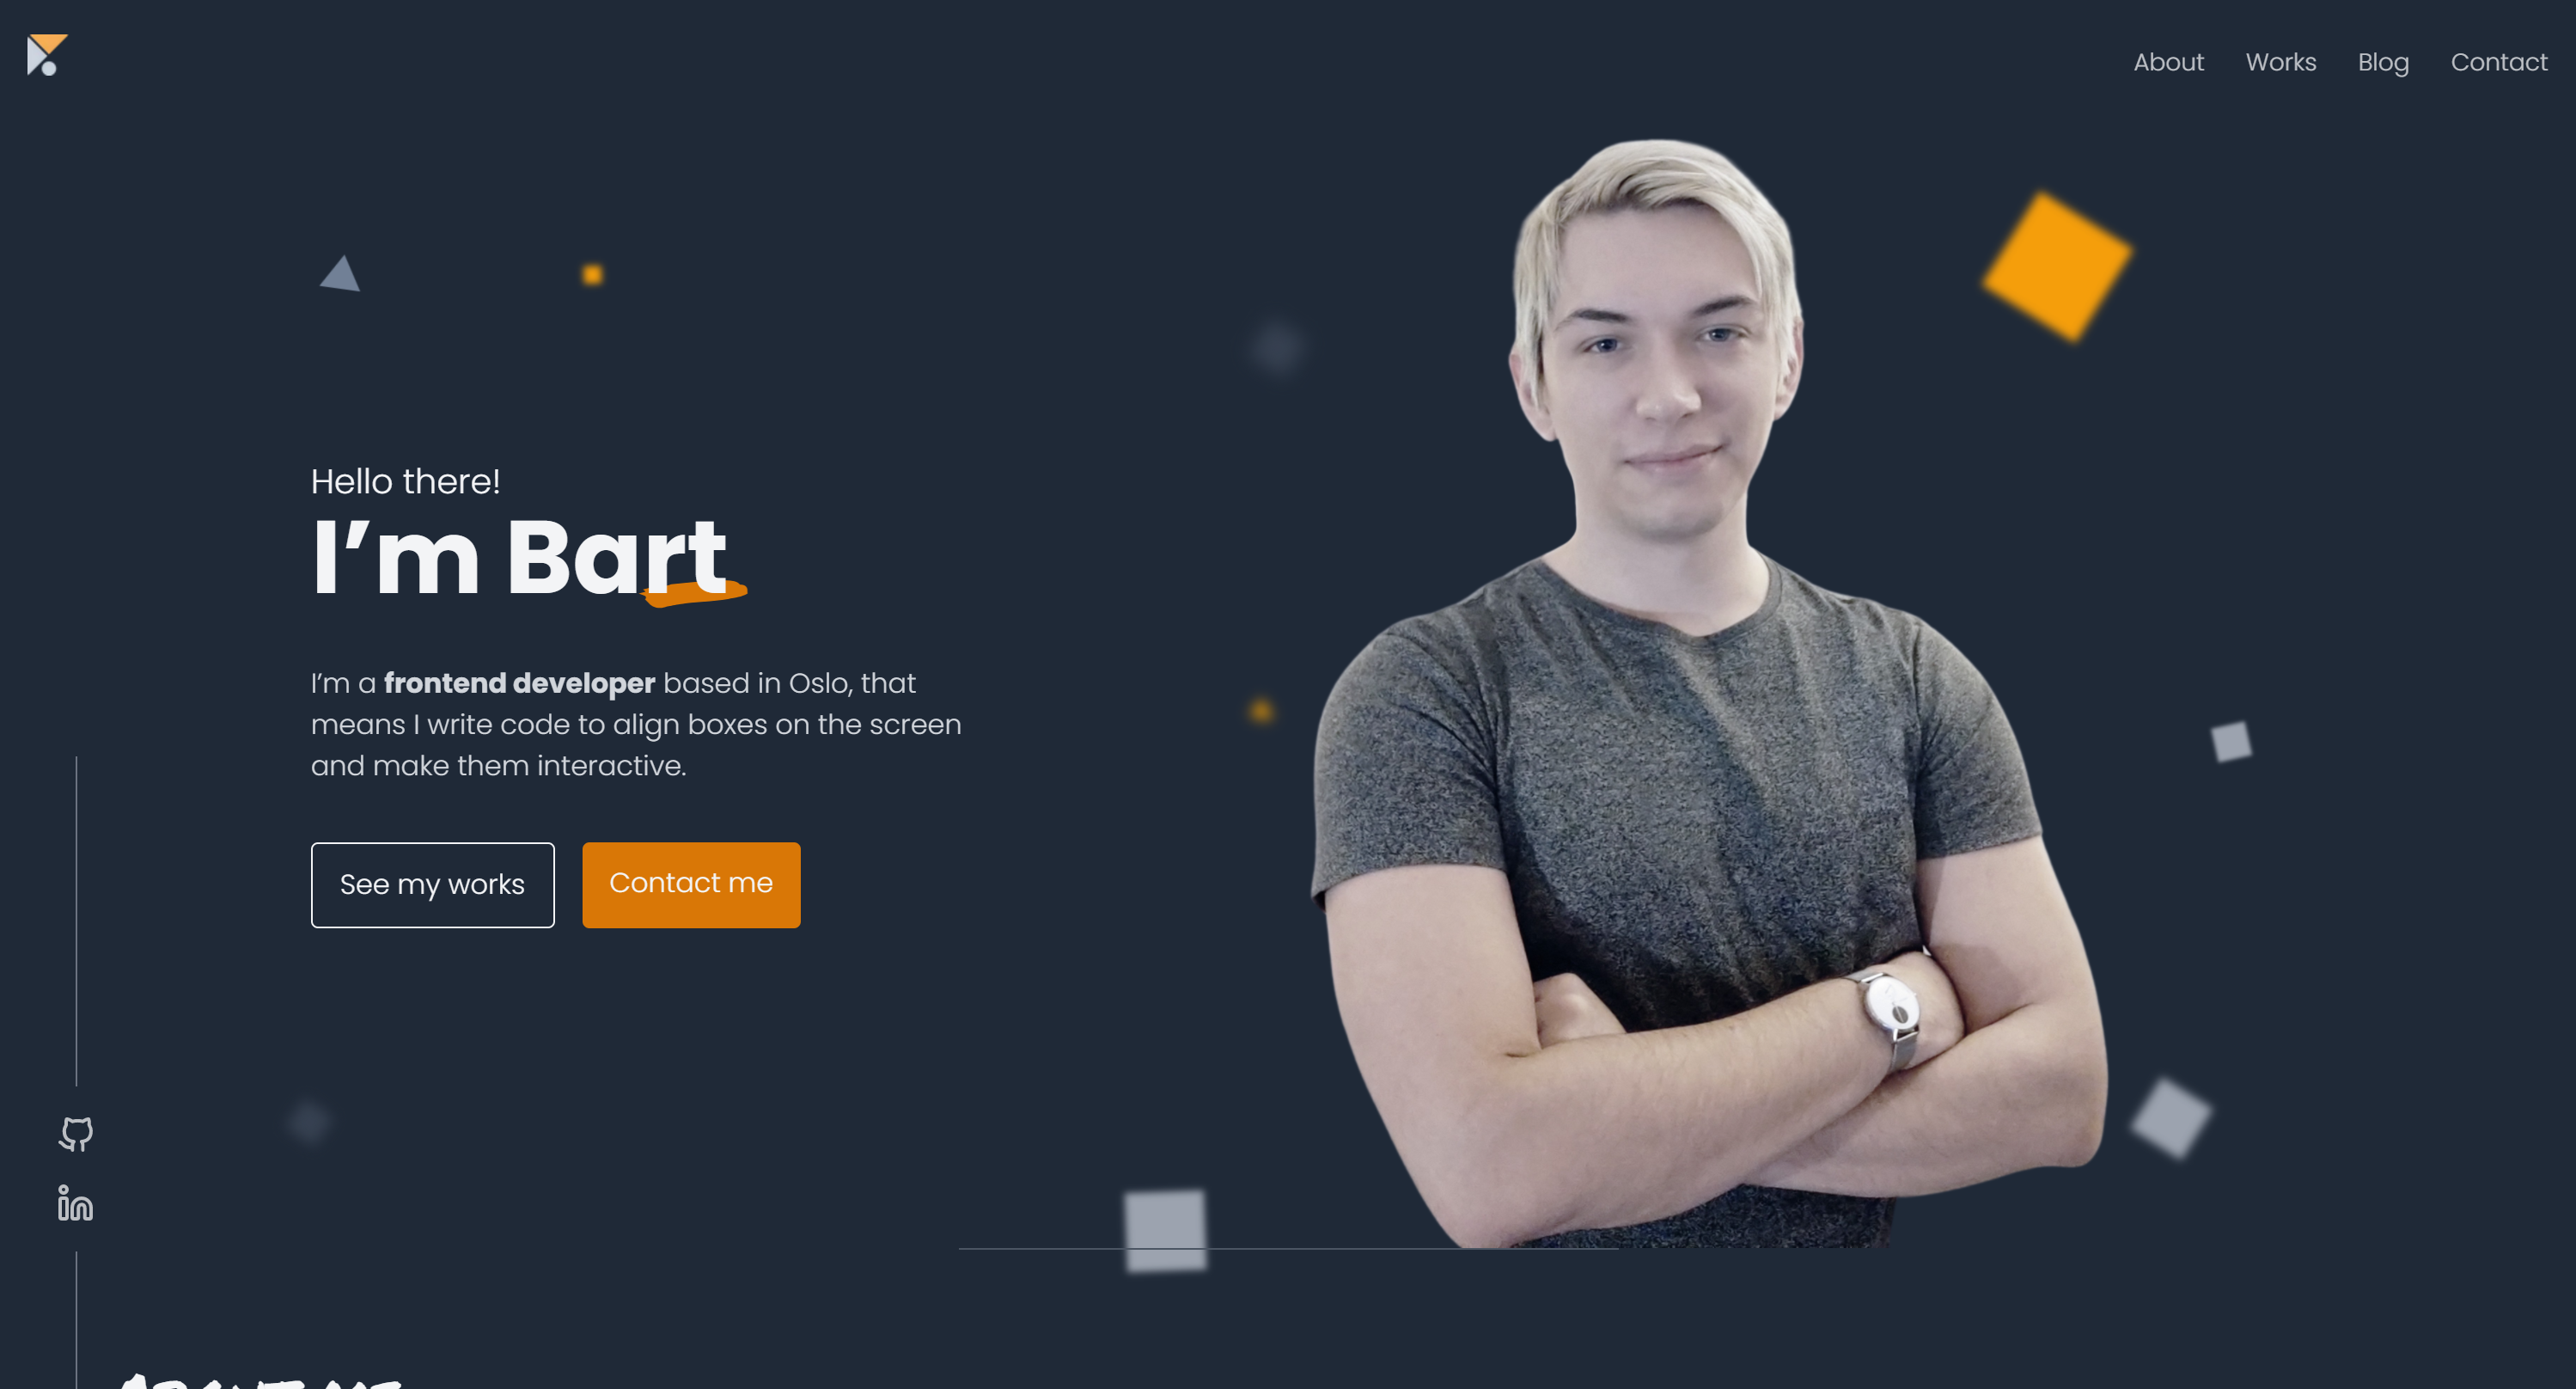 About Works Blog Contact
Hello there!
I’m Bart
I’m a frontend developer based in Oslo, that
means I write code to align boxes on the screen
and make them interactive.
See my works Contact me
in